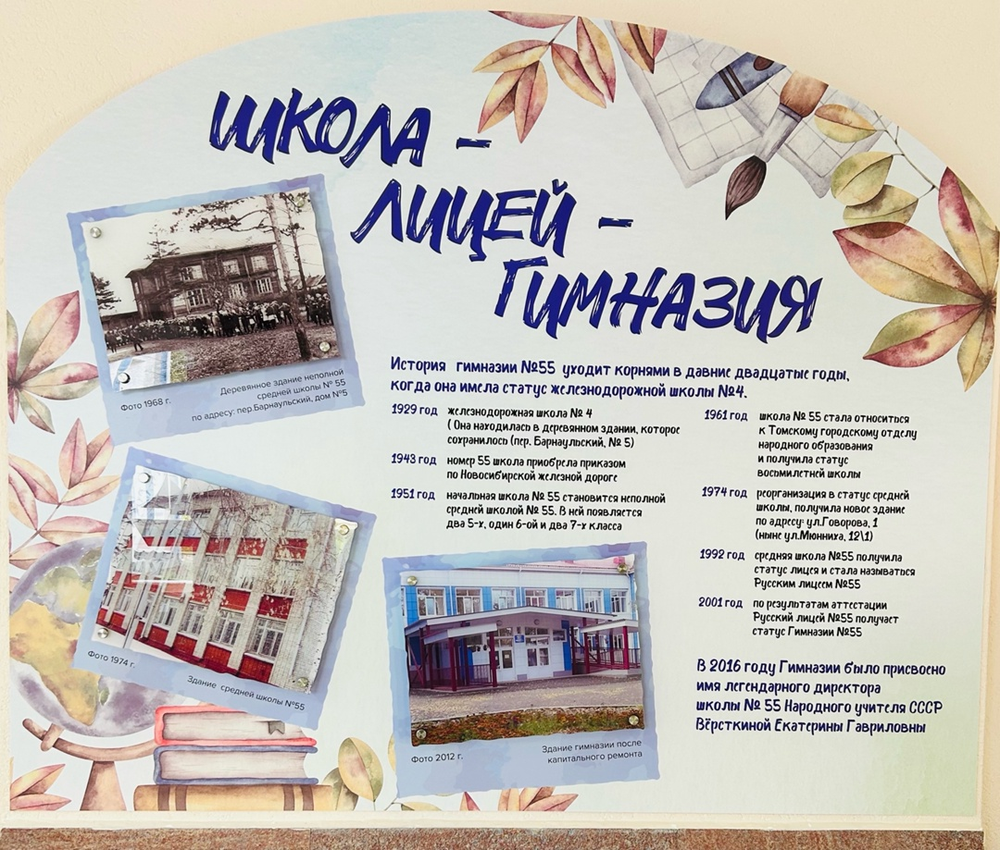 ШКОЛА -
ЛИЦЕЙ -
ГИМНАЗИЯ
Фото 1968 г.
Деревянное здание неполной
средней школы № 55
по адресу: пер.Барнаульский, дом №5
История гимназии №55 уходит корнями в давние двадцатые годы,
когда она имела статус железнодорожной школы №4.
1929 год железнодорожная школа № 4
( Она находилась в деревянном здании, которое
сохранилось (пер. Барнаульский, № 5)
1943 год номер 55 школа приобрела приказом
по Новосибирской железной дороге
1951 год начальная школа № 55 становится неполной
средней школой № 55. В ней появляется
два 5-х, один 6-ой и два 7-х класса
1961 год школа № 55 стала относиться
к Томскому городскому отделу
народного образования
и получила статус
восьмилетней школы
1974 год реорганизация в статус средней
школы, получила новое здание
по адресу: ул.Говорова, 1
(ныне ул.Мюнниха, 12\1)
1992 год средняя школа №55 получила
статус лицея и стала называться
Русским лицеем №55
2001 год по результатам аттестации
Русский лицей №55 получает
статус Гимназии №55
В 2016 году Гимназии было присвоено
имя легендарного директора
школы № 55 Народного учителя СССР
Вёрсткиной Екатерины Гавриловны
Фото 1974 г.
Здание средней школы №55
Фото 2012 г.
Здание гимназии после
капитального ремонта